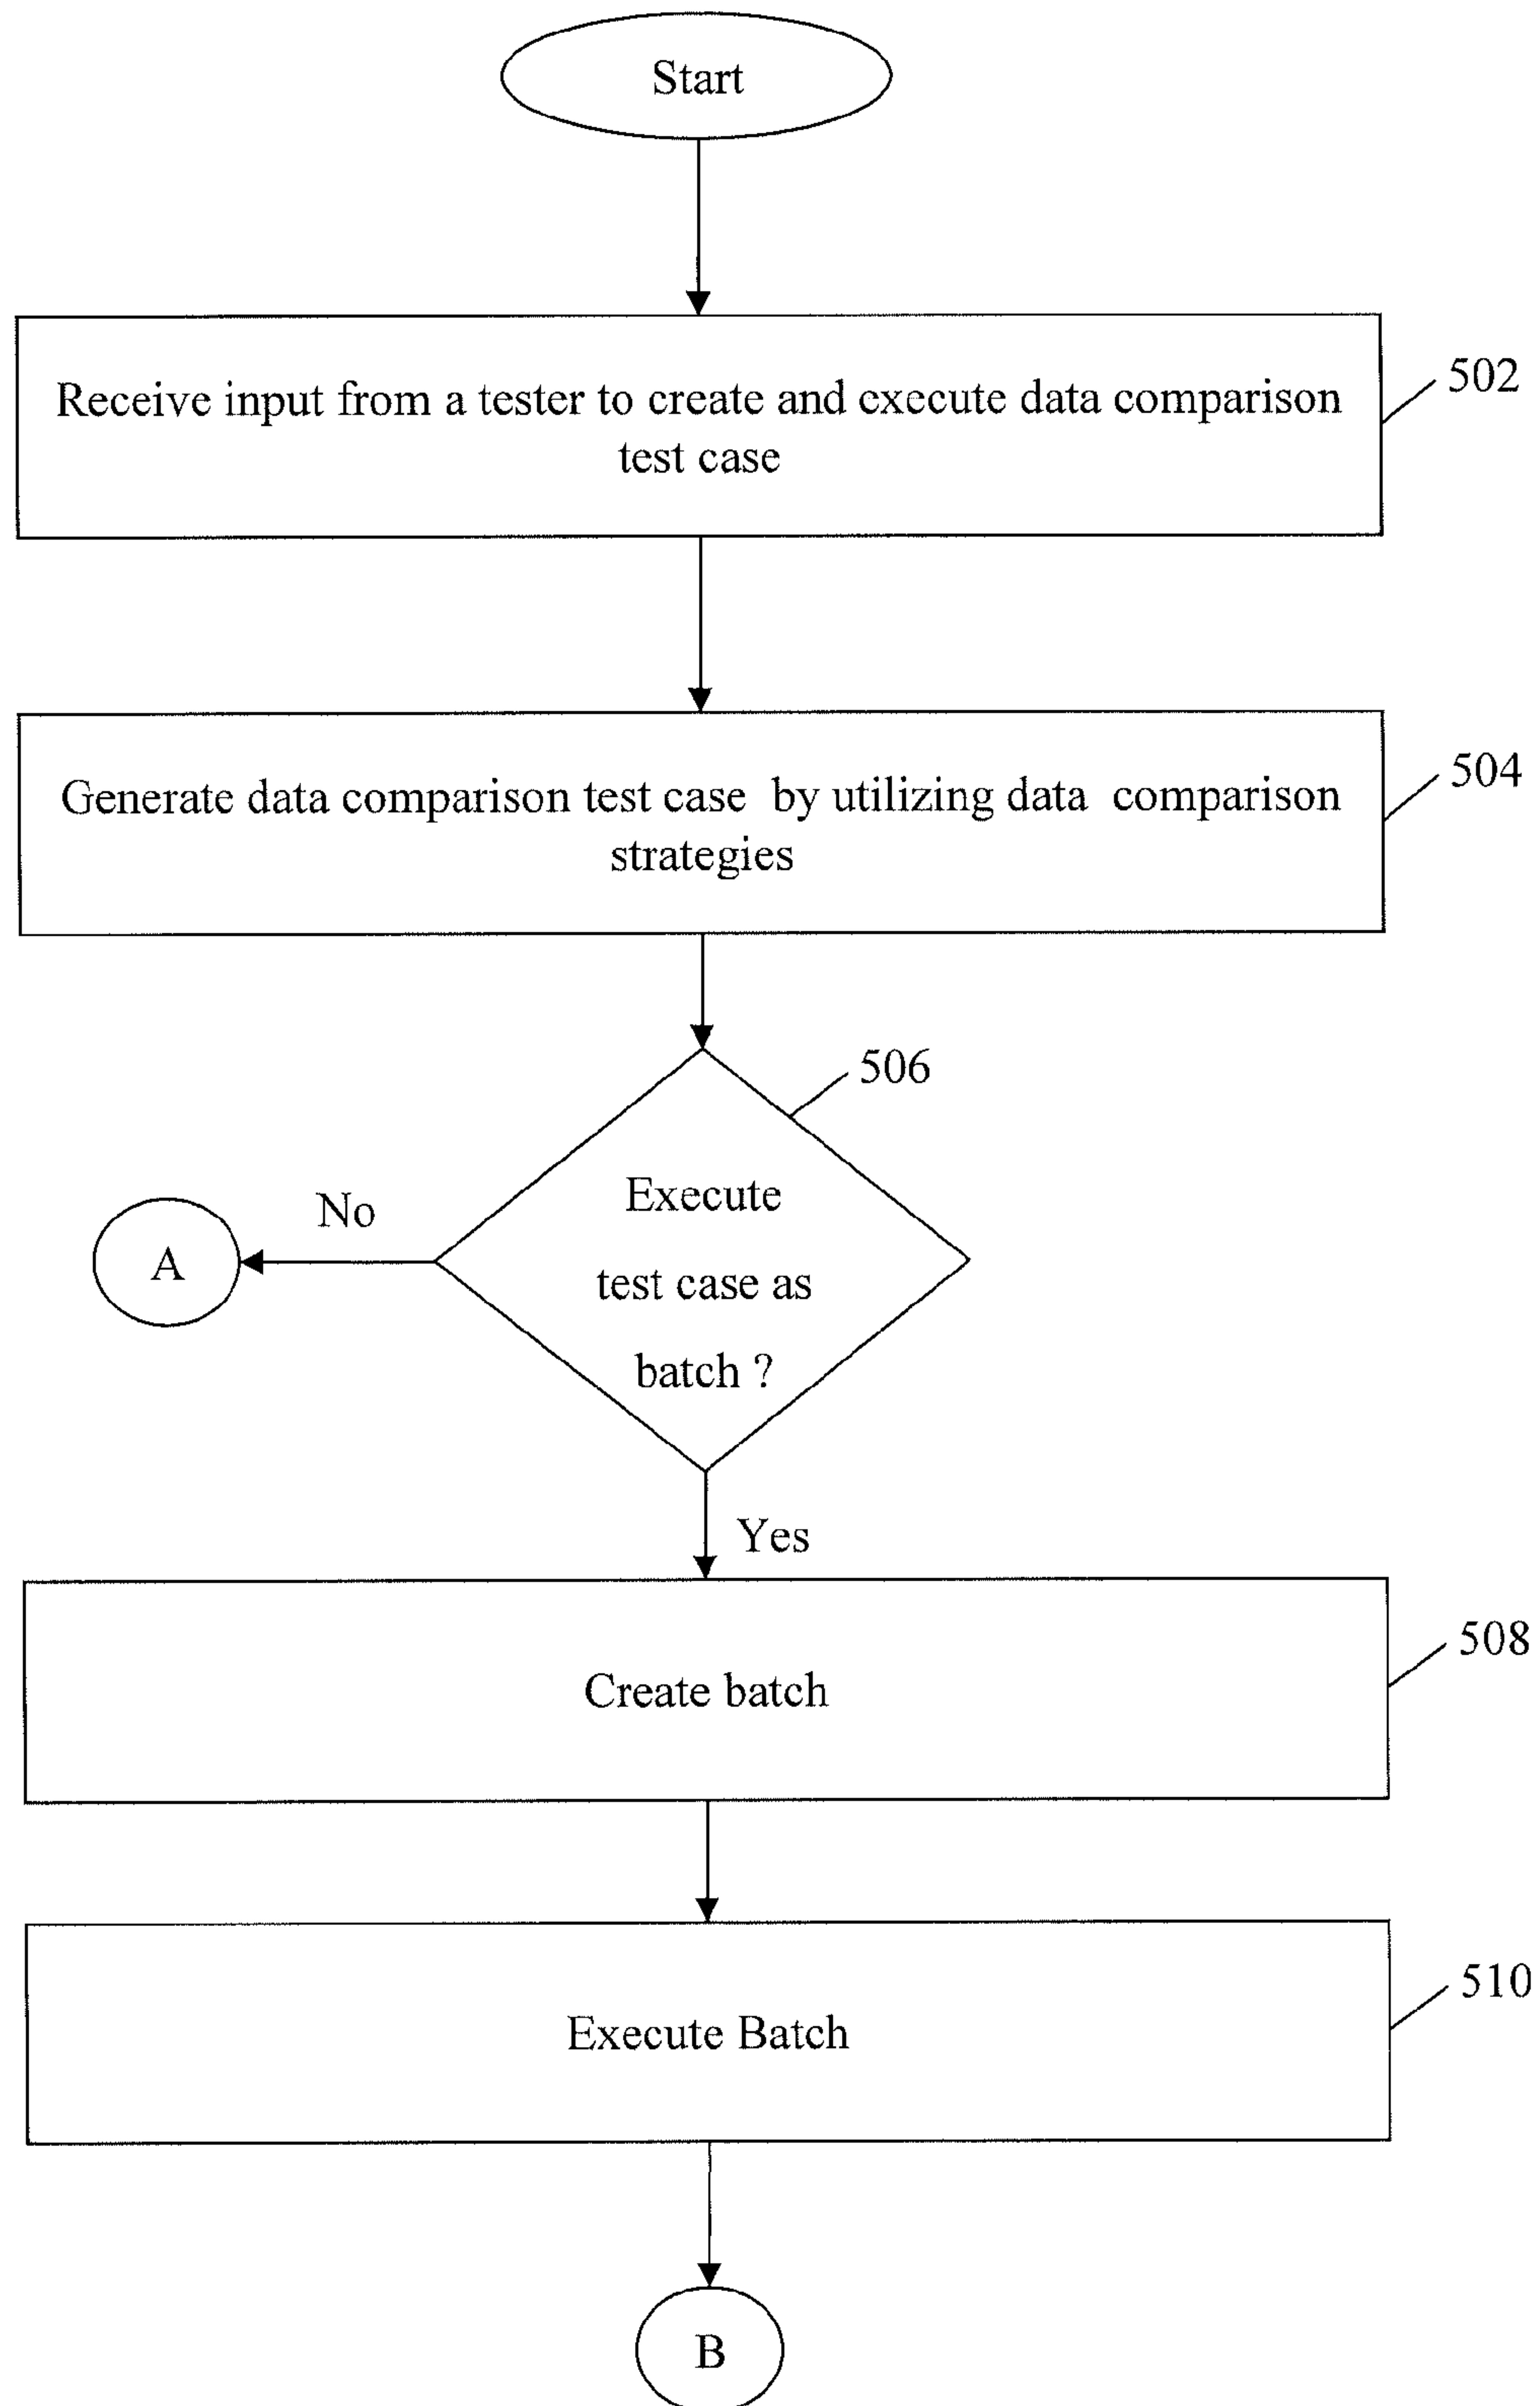 Start
Receive input from a tester to create and execute data comparison
test case
502
Generate data comparison test case by utilizing data comparison
strategies
504
506
Execute
test case as
batch ?
No
A
Yes
Create batch
508
Execute Batch
510
B